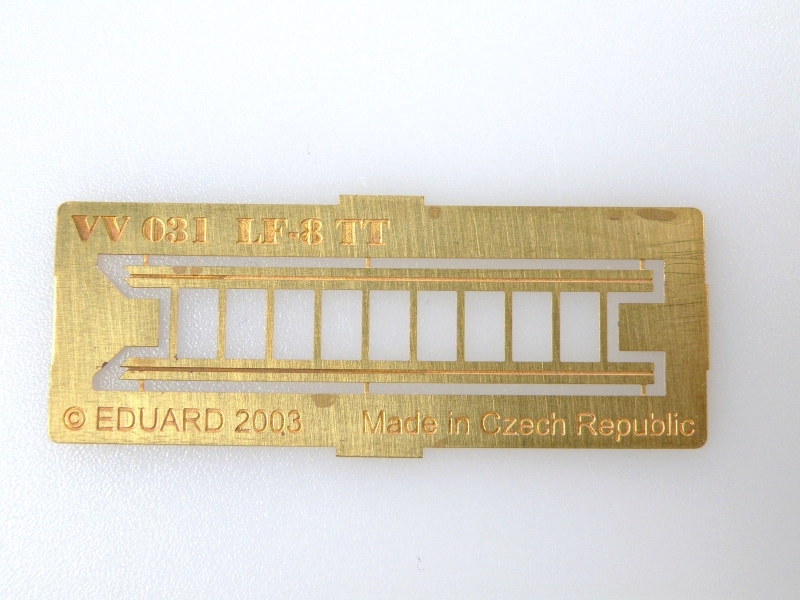 VV 031 LF-8 TT
© EDUARD 2003 Made in Czech Republic